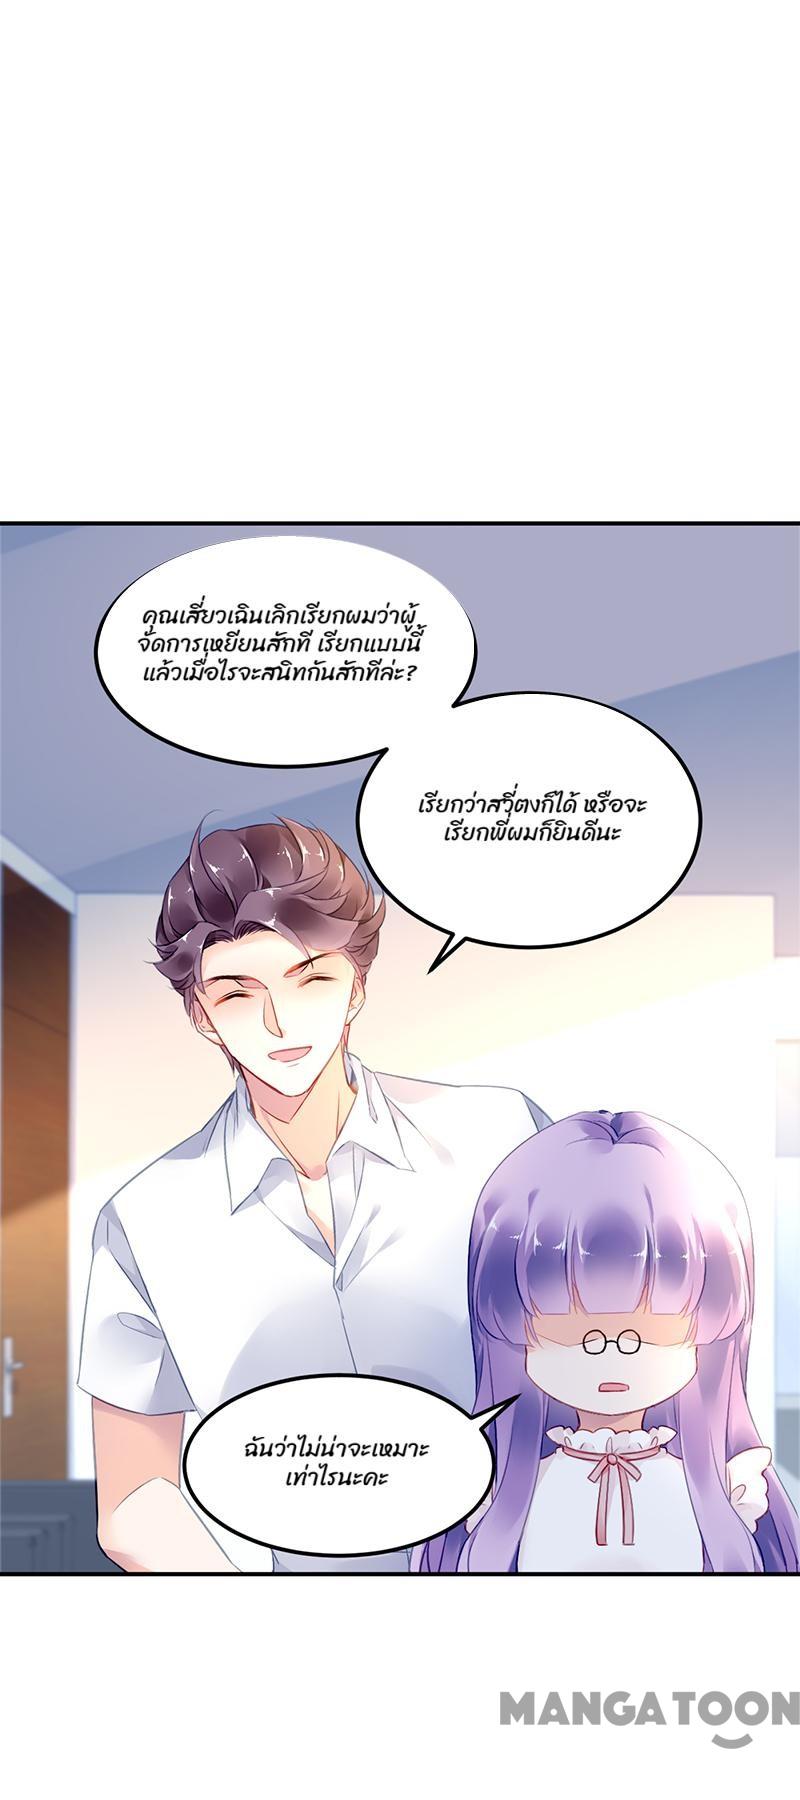 คุณเสี่ยวเฉินเลิกเรียกผมว่าผู้
จัดการเหยียนสักที เรียกแบบนี้
แล้วเมื่อไรจะสนิทกันสักทีล่ะ?
เรียกว่าสวี่ตงก็ได้ หรือจะ
เรียกพี่ผมก็ยินดีนะ
ฉันว่าไม่น่าจะเหมาะ
เท่าไรนะคะ
MANGATOON